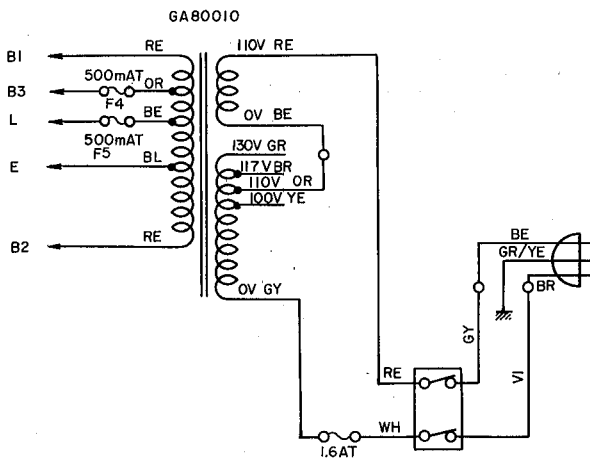 GA80010
B1
RE
110V RE
B3
500mAT
OR
F4
L
BE
0V BE
500mAT
F5
130V GR
E
BL
117V BR
110V OR
100V YE
B2
RE
BE
GR/YE
BR
0V GY
GY
VI
RE
WH
1.6AT